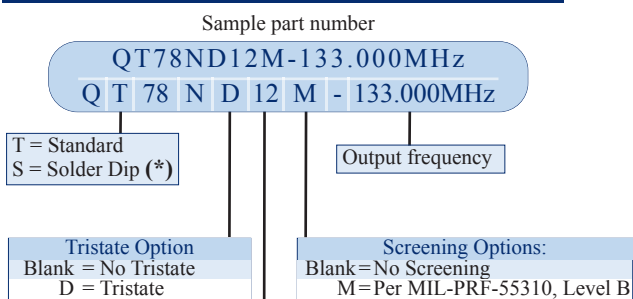 Sample part number
QT78ND12M-133.000MHz
Q T 78 N D 12 M - 133.000MHz
T = Standard
S = Solder Dip (*)
Output frequency
Tristate Option
Blank = No Tristate
D = Tristate
Screening Options:
Blank=No Screening
M=Per MIL-PRF-55310, Level B